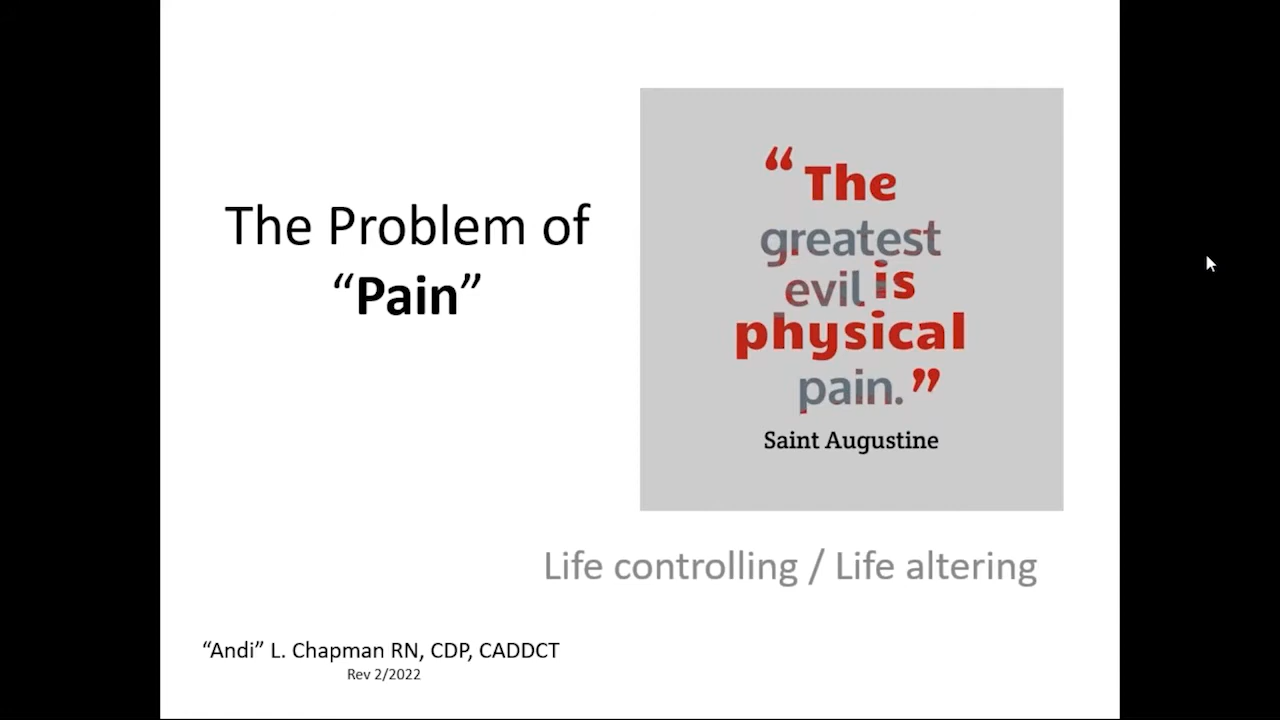 The Problem of
“Pain”
“The
greatest
evil is
physical
pain.”
Saint Augustine
Life controlling / Life altering
“Andi” L. Chapman RN, CDP, CADDCT
Rev 2/2022